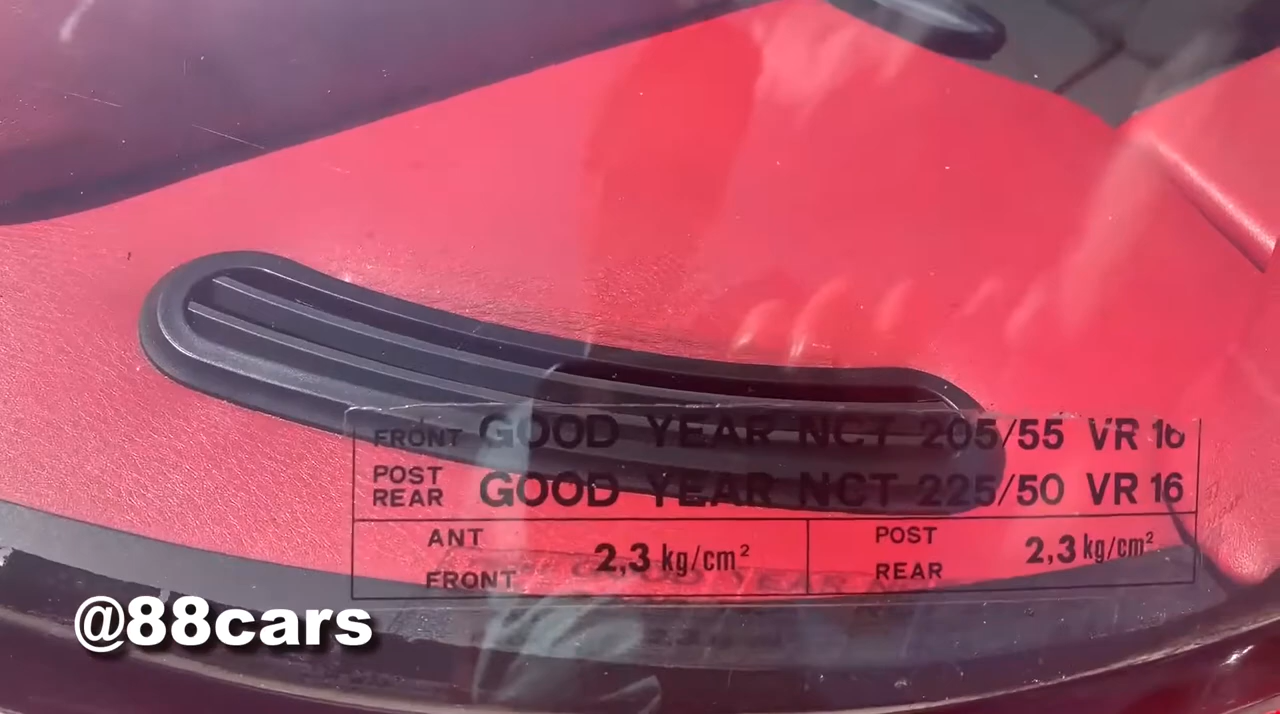 FRONT GOOD YEAR NCT 205/55 VR 16
POST
REAR GOOD YEAR NCT 225/50 VR 16
ANT
FRONT 2,3 kg/cm²
POST
REAR 2,3 kg/cm²
@88cars